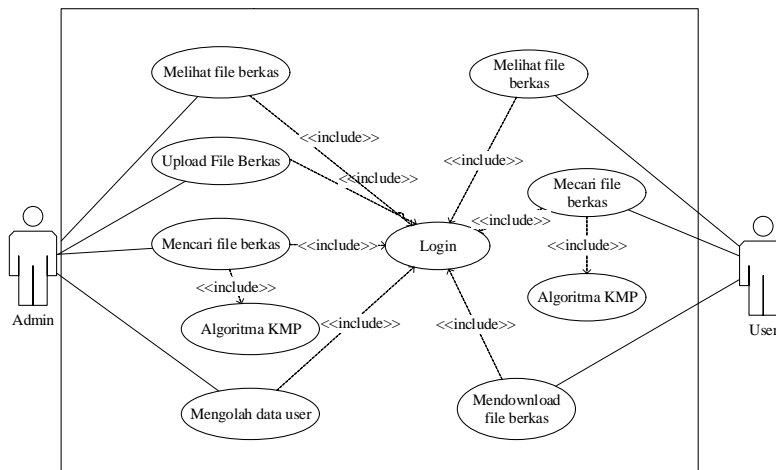 Melihat file berkas
Melihat file
berkas
<<include>>
<<include>>
Upload File Berkas
<<include>>
Mecari file
berkas
<<include>>
Mencari file berkas
<<include>>
Login
<<include>>
<<include>>
Algoritma KMP
Algoritma KMP
<<include>>
<<include>>
Admin
User
Mengolah data user
Mendownload
file berkas